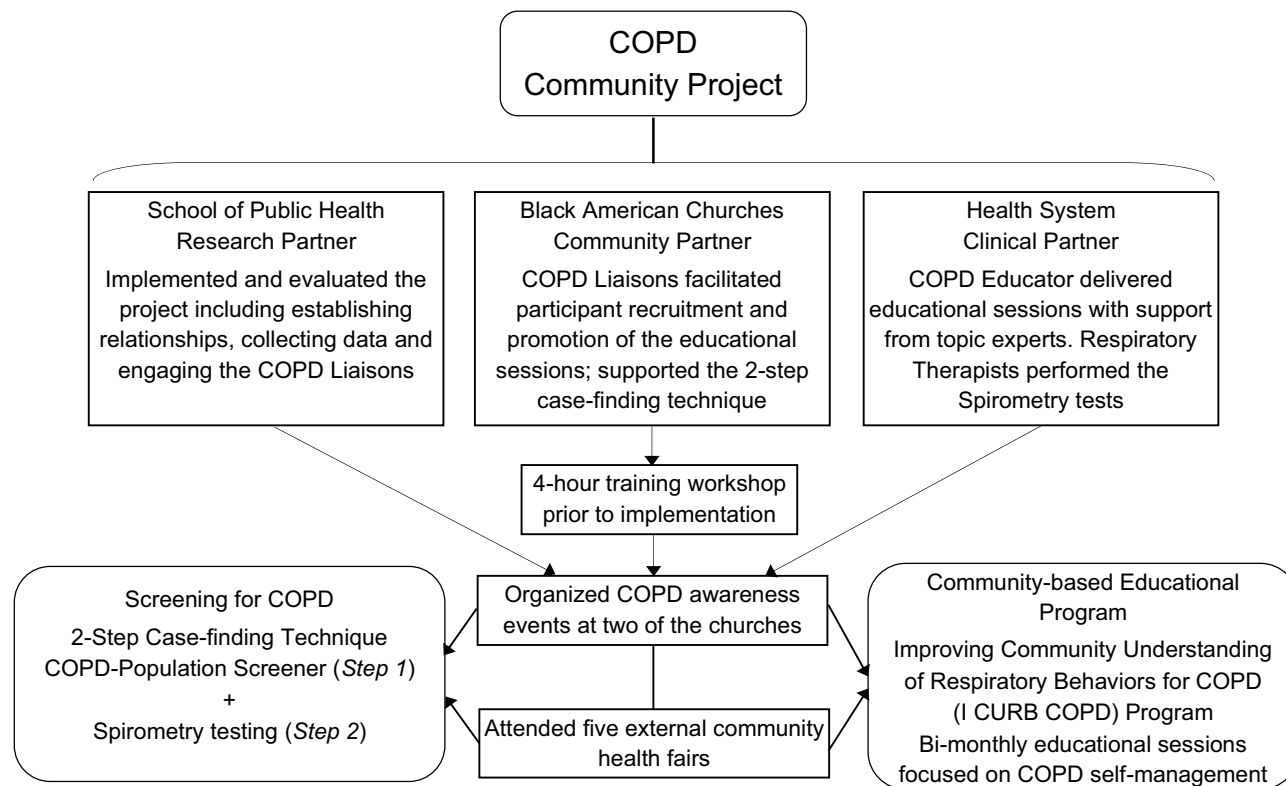 COPD
Community Project
School of Public Health
Research Partner
Implemented and evaluated the
project including establishing
relationships, collecting data and
engaging the COPD Liaisons
Black American Churches
Community Partner
COPD Liaisons facilitated
participant recruitment and
promotion of the educational
sessions; supported the 2-step
case-finding technique
Health System
Clinical Partner
COPD Educator delivered
educational sessions with support
from topic experts. Respiratory
Therapists performed the
Spirometry tests
4-hour training workshop
prior to implementation
Organized COPD awareness
events at two of the churches
Screening for COPD
2-Step Case-finding Technique
COPD-Population Screener (Step 1)
+
Spirometry testing (Step 2)
Attended five external community
health fairs
Community-based Educational
Program
Improving Community Understanding
of Respiratory Behaviors for COPD
(I CURB COPD) Program
Bi-monthly educational sessions
focused on COPD self-management